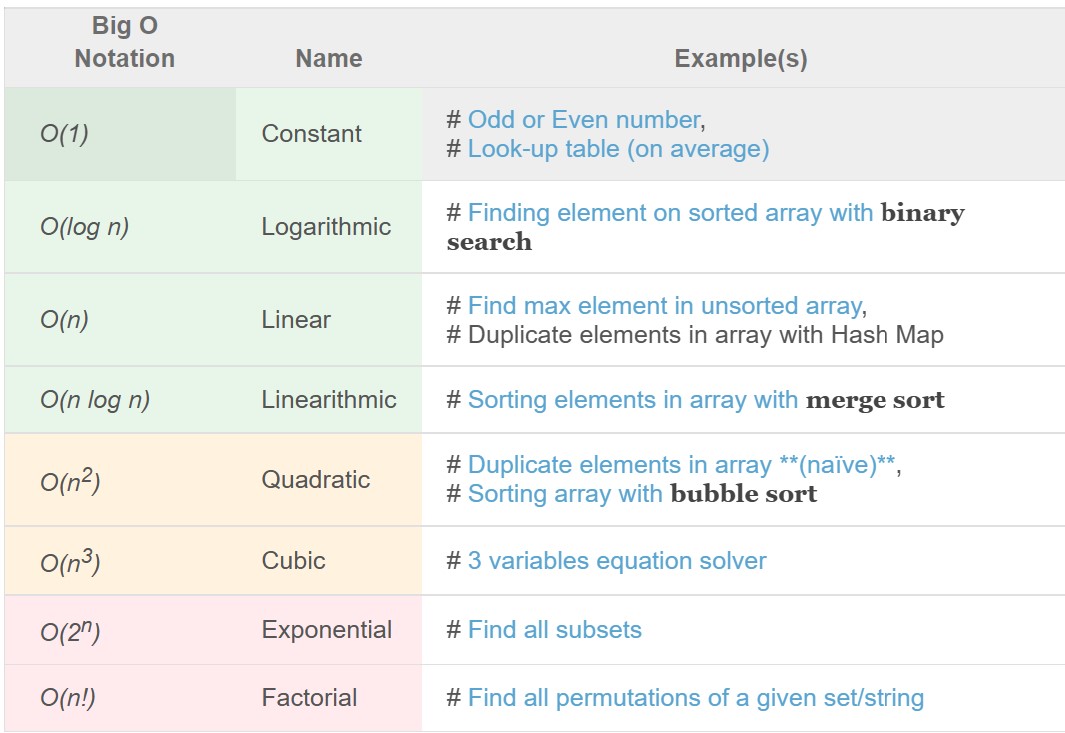 Big O
Notation Name Example(s)
O(1) Constant # Odd or Even number,
# Look-up table (on average)
O(log n) Logarithmic # Finding element on sorted array with binary
search
O(n) Linear # Find max element in unsorted array,
# Duplicate elements in array with Hash Map
O(n log n) Linearithmic # Sorting elements in array with merge sort
O(n²) Quadratic # Duplicate elements in array **(naïve)**,
# Sorting array with bubble sort
O(n³) Cubic # 3 variables equation solver
O(2ⁿ) Exponential # Find all subsets
O(n!) Factorial # Find all permutations of a given set/string